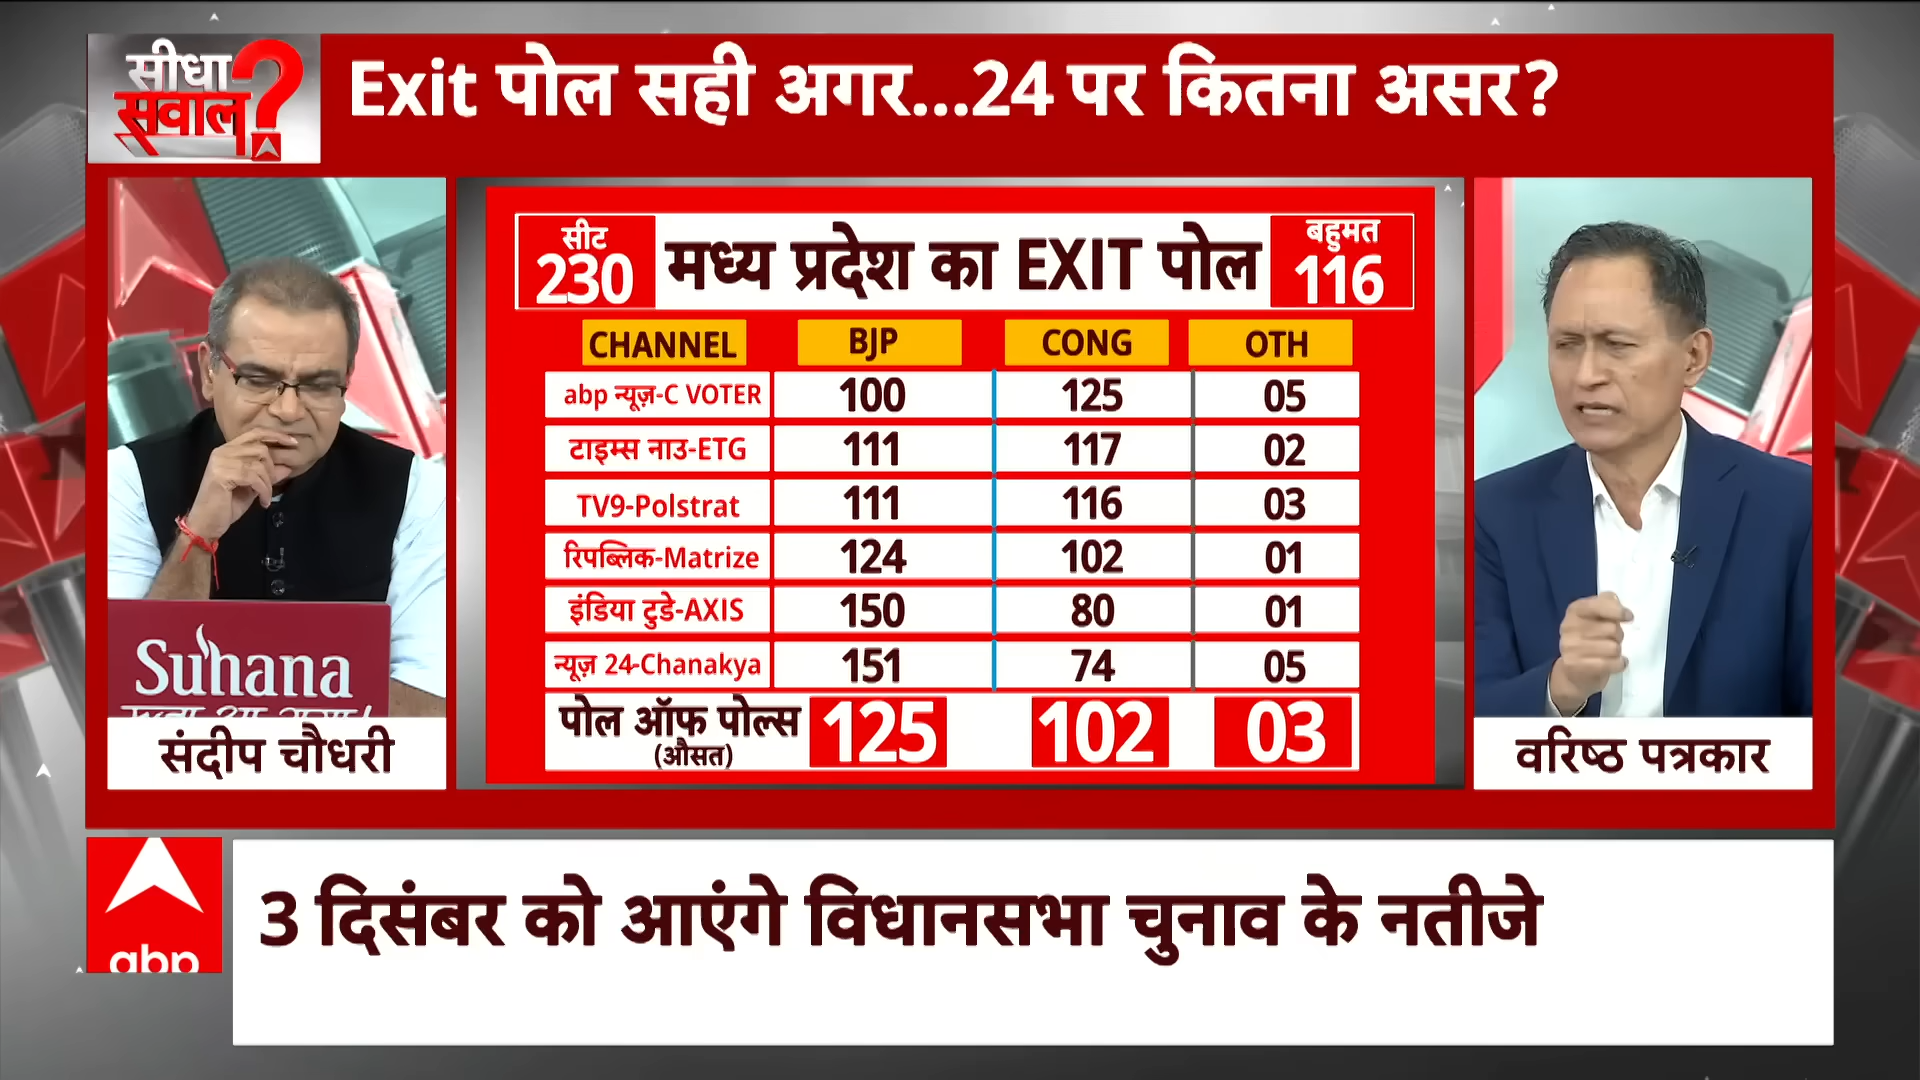 सीधा
सवाल?
Exit पोल सही अगर...24 पर कितना असर?
सीट
230
मध्य प्रदेश का EXIT पोल
बहुमत
116
CHANNEL BJP CONG OTH
abp न्यूज़-C VOTER 100 125 05
टाइम्स नाउ-ETG 111 117 02
TV9-Polstrat 111 116 03
रिपब्लिक-Matrize 124 102 01
इंडिया टुडे-AXIS 150 80 01
न्यूज़ 24-Chanakya 151 74 05
पोल ऑफ पोल्स 125 102 03
(औसत)
Suhana
संदीप चौधरी
वरिष्ठ पत्रकार
abp
3 दिसंबर को आएंगे विधानसभा चुनाव के नतीजे